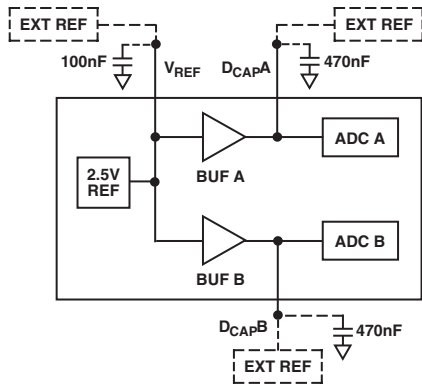 EXT REF
EXT REF
100nF
VREF
DCAPA
470nF
BUF A
ADC A
2.5V
REF
BUF B
ADC B
DCAPB
470nF
EXT REF